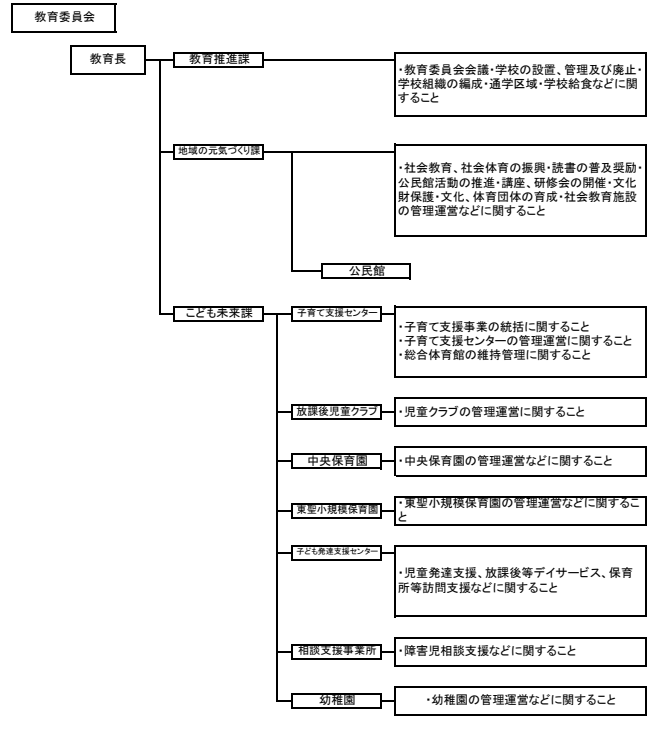 教育委員会
教育長
教育推進課
・教育委員会会議・学校の設置、管理及び廃止・
学校組織の編成・通学区域・学校給食などに関
すること
地域の元気づくり課
・社会教育、社会体育の振興・読書の普及奨励・
公民館活動の推進・講座、研修会の開催・文化
財保護・文化、体育団体の育成・社会教育施設
の管理運営などに関すること
公民館
こども未来課
子育て支援センター
・子育て支援事業の統括に関すること
・子育て支援センターの管理運営に関すること
・総合体育館の維持管理に関すること
放課後児童クラブ
・児童クラブの管理運営に関すること
中央保育園
・中央保育園の管理運営などに関すること
東聖小規模保育園
・東聖小規模保育園の管理運営などに関するこ
と
子ども発達支援センター
・児童発達支援、放課後等デイサービス、保育
所等訪問支援などに関すること
相談支援事業所
・障害児相談支援などに関すること
幼稚園
・幼稚園の管理運営などに関すること